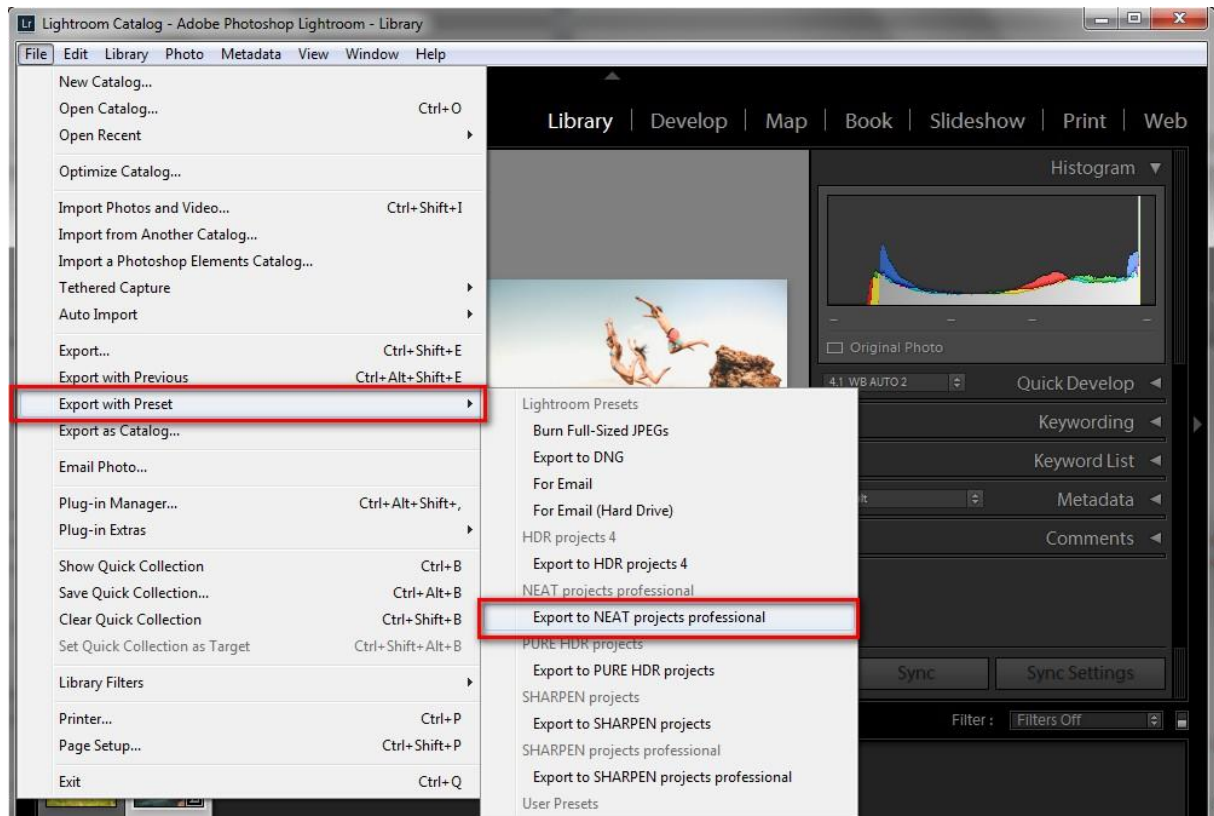 Lr Lightroom Catalog - Adobe Photoshop Lightroom - Library
File Edit Library Photo Metadata View Window Help
New Catalog...
Open Catalog... Ctrl+O
Open Recent
Optimize Catalog...
Import Photos and Video... Ctrl+Shift+I
Import from Another Catalog...
Import a Photoshop Elements Catalog...
Tethered Capture
Auto Import
Export... Ctrl+Shift+E
Export with Previous Ctrl+Alt+Shift+E
Export with Preset
Export as Catalog...
Email Photo...
Plug-in Manager... Ctrl+Alt+Shift+,
Plug-in Extras
Show Quick Collection Ctrl+B
Save Quick Collection... Ctrl+Alt+B
Clear Quick Collection Ctrl+Shift+B
Set Quick Collection as Target Ctrl+Shift+Alt+B
Library Filters
Printer... Ctrl+P
Page Setup... Ctrl+Shift+P
Exit Ctrl+Q
Lightroom Presets
Burn Full-Sized JPEGs
Export to DNG
For Email
For Email (Hard Drive)
HDR projects 4
Export to HDR projects 4
NEAT projects professional
Export to NEAT projects professional
PURE HDR projects
Export to PURE HDR projects
SHARPEN projects
Export to SHARPEN projects
SHARPEN projects professional
Export to SHARPEN projects professional
User Presets
Library | Develop | Map | Book | Slideshow | Print | Web
Histogram
Original Photo
4.1 WB AUTO 2 Quick Develop
Keywording
Keyword List
Metadata
Comments
Sync Sync Settings
Filter : Filters Off